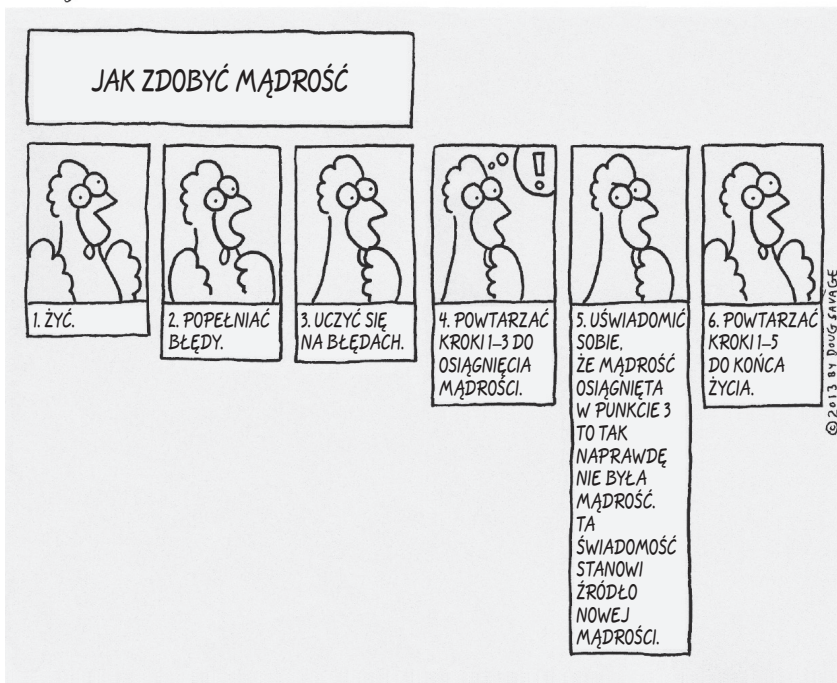 JAK ZDOBYĆ MĄDROŚĆ
!
1. ŻYĆ.
2. POPEŁNIAĆ
BŁĘDY.
3. UCZYĆ SIĘ
NA BŁĘDACH.
4. POWTARZAĆ
KROKI 1–3 DO
OSIĄGNIĘCIA
MĄDROŚCI.
5. UŚWIADOMIĆ
SOBIE,
ŻE MĄDROŚĆ
OSIĄGNIĘTA
W PUNKCIE 3
TO TAK
NAPRAWDĘ
NIE BYŁA
MĄDROŚĆ.
TA
ŚWIADOMOŚĆ
STANOWI
ŹRÓDŁO
NOWEJ
MĄDROŚCI.
6. POWTARZAĆ
KROKI 1–5
DO KOŃCA
ŻYCIA.
©2013 BY DOUG SAVAGE